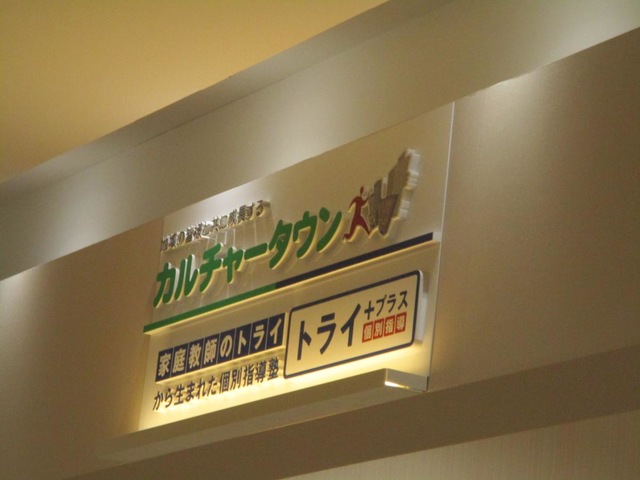 カルチャータウン
家庭教師のトライ
から生まれた個別指導塾
トライ+プラス
個別指導